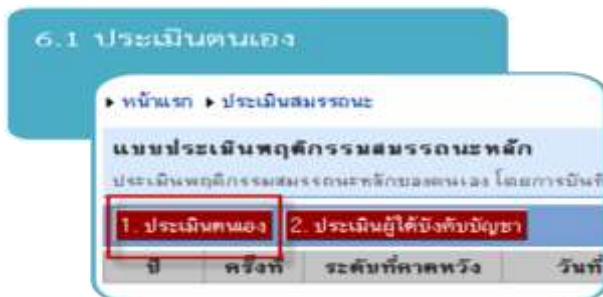 6.1 ประเมินตนเอง
▸ หน้าแรก ▸ ประเมินสมรรถนะ
แบบประเมินพฤติกรรมสมรรถนะหลัก
ประเมินพฤติกรรมสมรรถนะหลักของตนเอง โดยการบันทึ
1. ประเมินตนเอง 2. ประเมินผู้ใต้บังคับบัญชา
ปี ครั้งที่ ระดับที่คาดหวัง วันที่